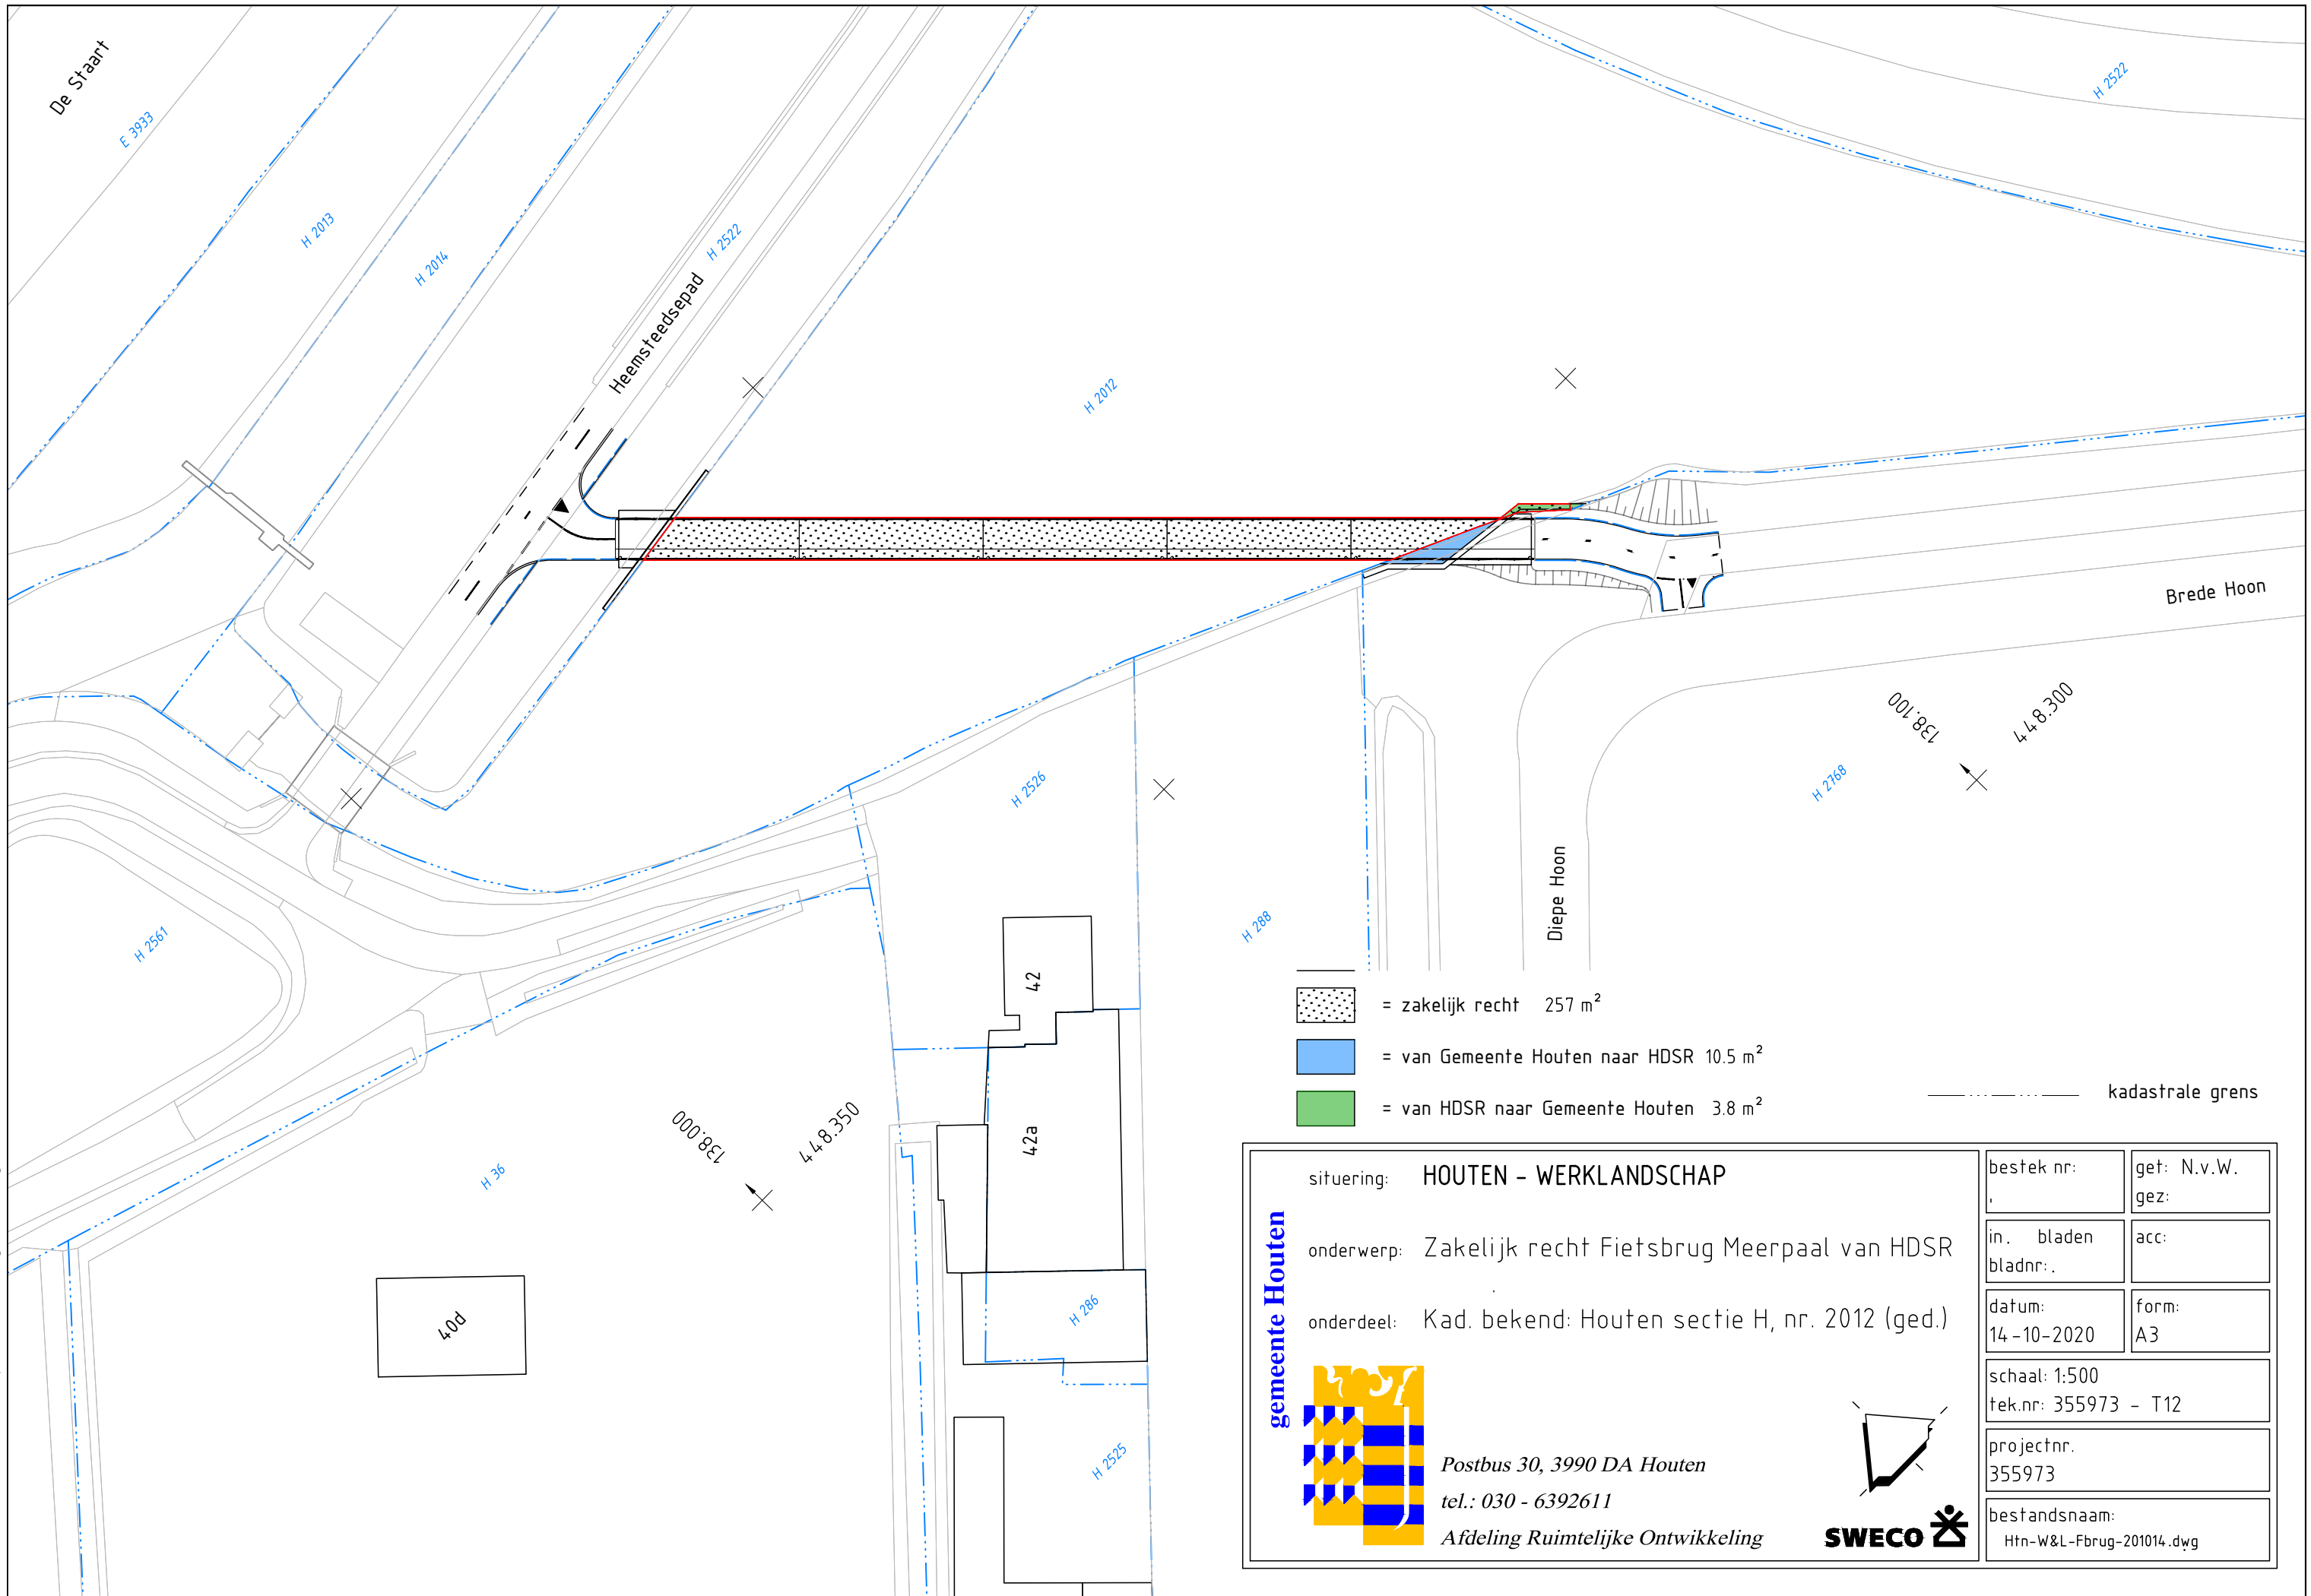 De Staart
E 3933
H 2013
H 2014
H 2522
Heemsteedsepad
H 2012
H 2522
Brede Hoon
138.100
448.300
H 2768
H 2526
H 288
Diepe Hoon
H 2561
42
42a
138.000
448.350
H 36
H 286
40d
H 2525
= zakelijk recht 257 m²
= van Gemeente Houten naar HDSR 10.5 m²
= van HDSR naar Gemeente Houten 3.8 m²
kadastrale grens
gemeente Houten
situering: HOUTEN - WERKLANDSCHAP
onderwerp: Zakelijk recht Fietsbrug Meerpaal van HDSR
.
onderdeel: Kad. bekend: Houten sectie H, nr. 2012 (ged.)
Postbus 30, 3990 DA Houten
tel.: 030 - 6392611
Afdeling Ruimtelijke Ontwikkeling
SWECO
bestek nr:
.
get: N.v.W.
gez:
in. bladen
bladnr: .
acc:
datum:
14-10-2020
form:
A3
schaal: 1:500
tek.nr: 355973 - T12
projectnr.
355973
bestandsnaam:
Htn-W&L-Fbrug-201014.dwg